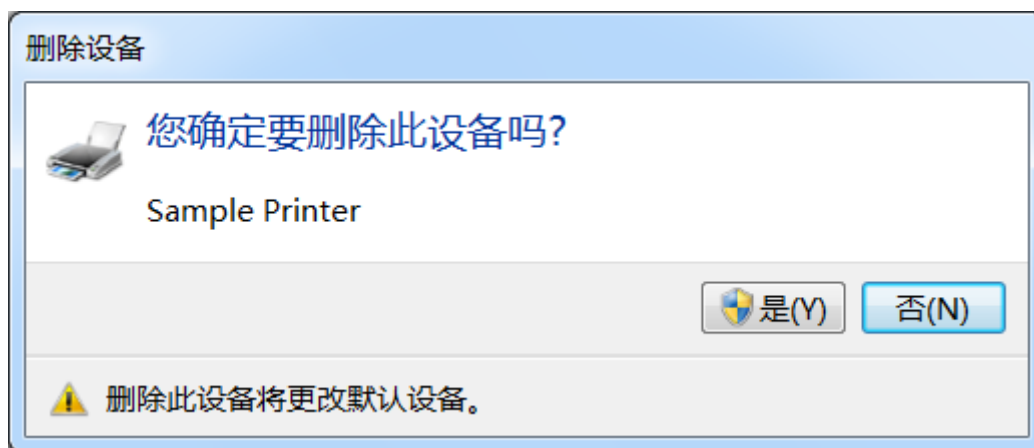 删除设备
您确定要删除此设备吗?
Sample Printer
是(Y)
否(N)
删除此设备将更改默认设备。